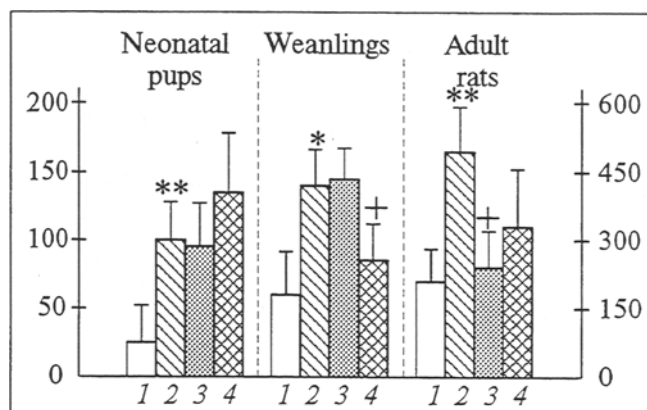 Neonatal Weanlings Adult
pups rats
200 600
** *
150 450
** +
100 300
+
50 150
0 0
1 2 3 4 1 2 3 4 1 2 3 4